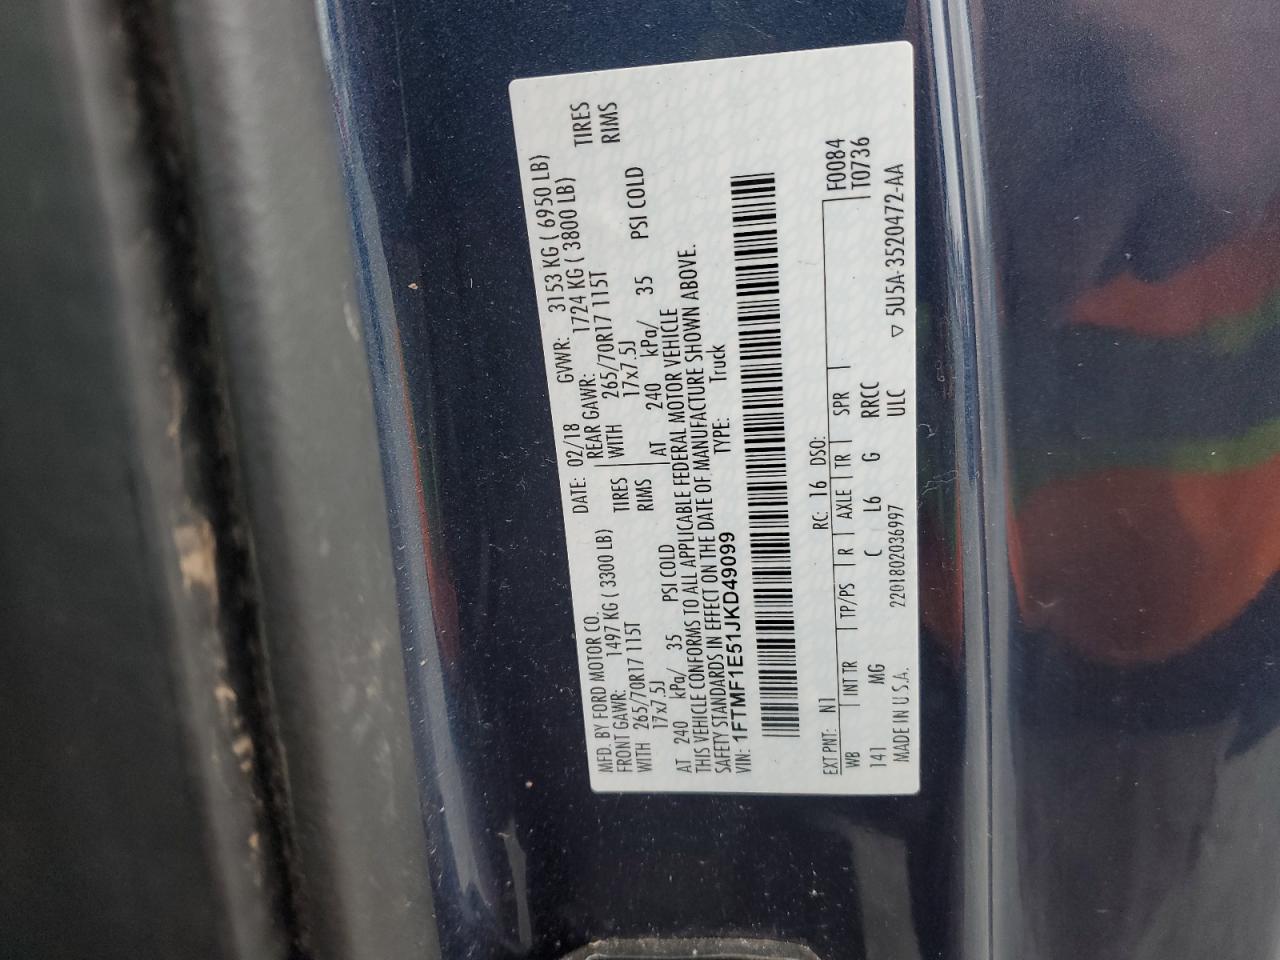 MFD. BY FORD MOTOR CO.
DATE: 02/18 GVWR: 3153 KG ( 6950 LB)
FRONT GAWR: 1497 KG ( 3300 LB)
REAR GAWR: 1724 KG ( 3800 LB)
WITH 265/70R17 115T TIRES
WITH 265/70R17 115T TIRES
17x7.5J RIMS
17x7.5J RIMS
AT 240 kPa/ 35 PSI COLD
AT 240 kPa/ 35 PSI COLD
THIS VEHICLE CONFORMS TO ALL APPLICABLE FEDERAL MOTOR VEHICLE
SAFETY STANDARDS IN EFFECT ON THE DATE OF MANUFACTURE SHOWN ABOVE.
VIN: 1FTMF1E51JKD49099 TYPE: Truck
EXT PNT: N1 RC: 16 DSO: F0084
WB INT TR TP/PS R AXLE TR SPR T0736
141 MG C L6 G RRCC
MADE IN U.S.A. 2201802036997 ULC ▽ 5U5A-3520472-AA